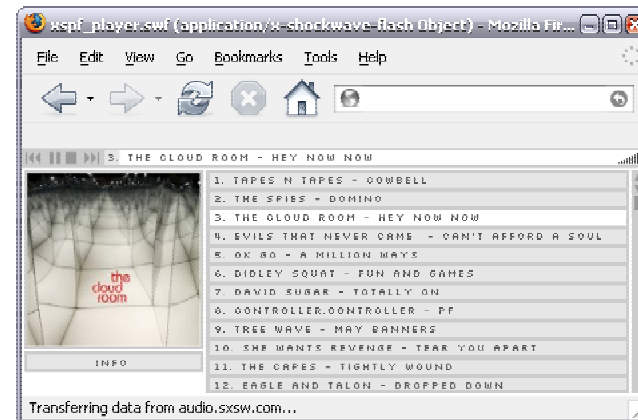 xspf_player.swf (application/x-shockwave-flash Object) - Mozilla Fir...
File Edit View Go Bookmarks Tools Help
3. THE CLOUD ROOM - HEY NOW NOW
1. TAPES N TAPES - COWBELL
2. THE SPIES - DOMINO
3. THE CLOUD ROOM - HEY NOW NOW
4. EVILS THAT NEVER CAME - CAN'T AFFORD A SOUL
5. OK GO - A MILLION WAYS
6. DIDLEY SQUAT - FUN AND GAMES
7. DAVID SUGAR - TOTALLY ON
8. CONTROLLER.CONTROLLER - PF
9. TREE WAVE - MAY BANNERS
10. SHE WANTS REVENGE - TEAR YOU APART
11. THE CAPES - TIGHTLY WOUND
12. EAGLE AND TALON - DROPPED DOWN
the
cloud
room
INFO
Transferring data from audio.sxsw.com...